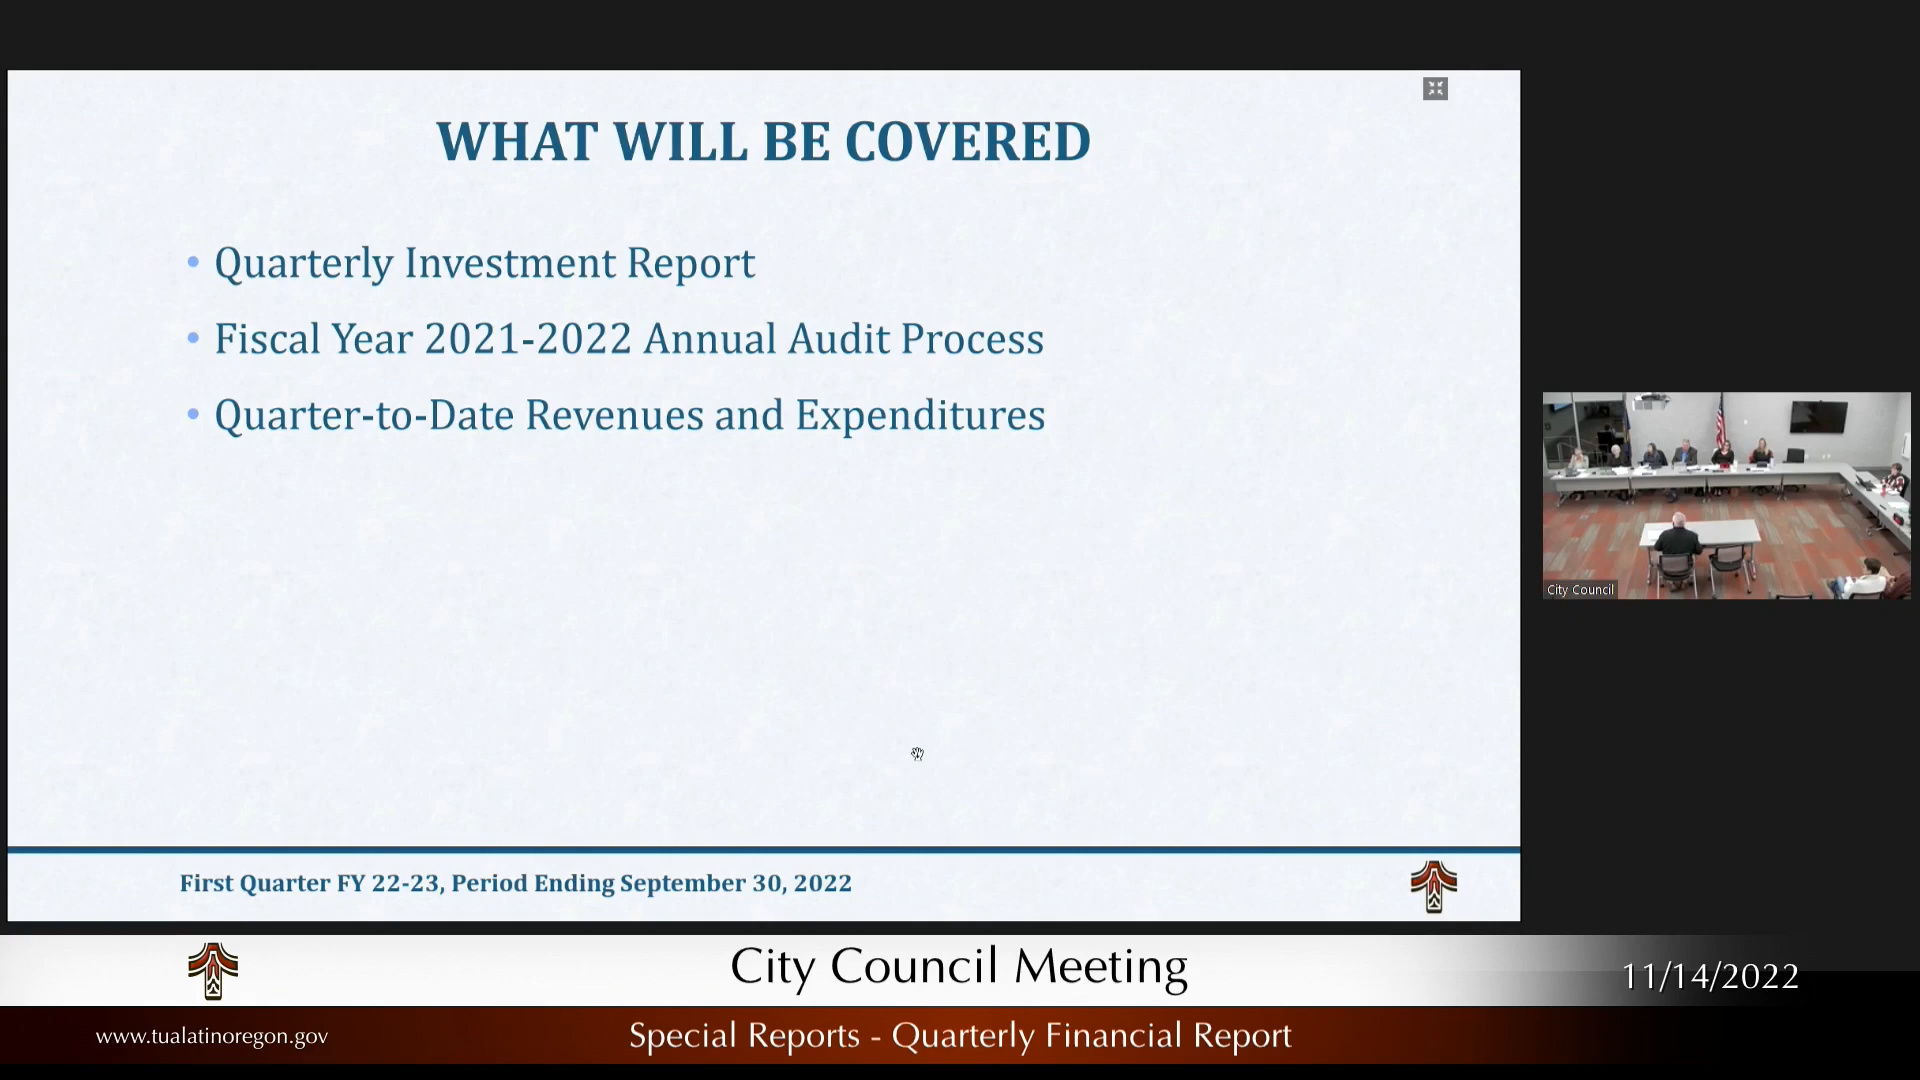 WHAT WILL BE COVERED
• Quarterly Investment Report
• Fiscal Year 2021-2022 Annual Audit Process
• Quarter-to-Date Revenues and Expenditures
First Quarter FY 22-23, Period Ending September 30, 2022
City Council
City Council Meeting
11/14/2022
www.tualatinoregon.gov
Special Reports - Quarterly Financial Report